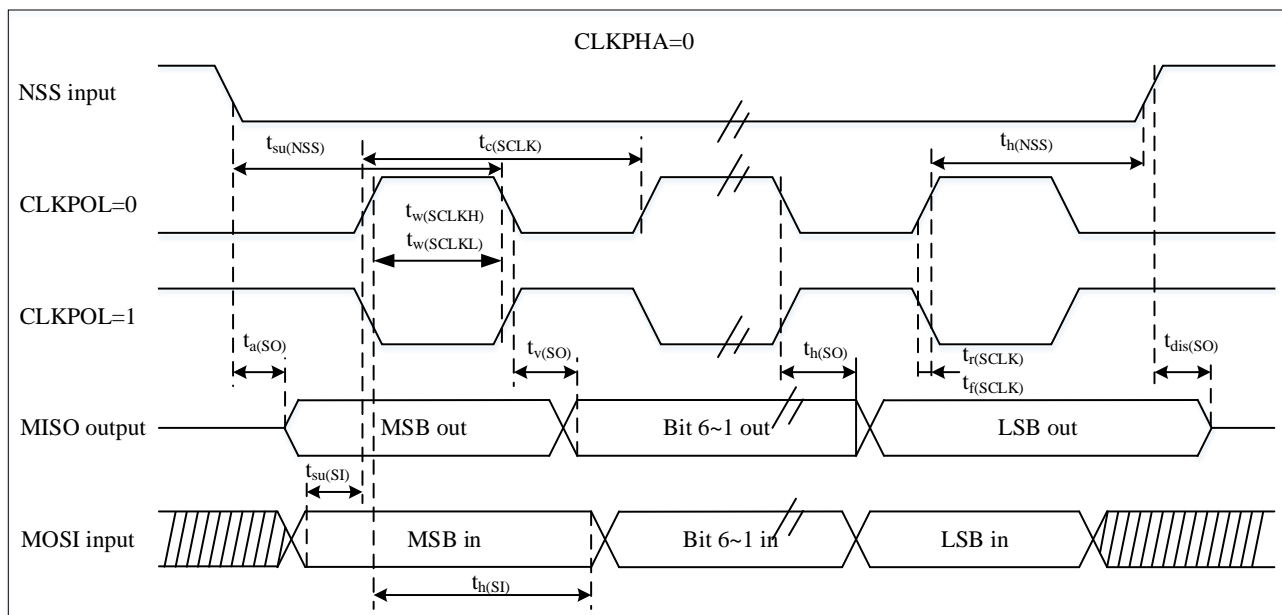 CLKPHA=0
NSS input
tsu(NSS)
tc(SCLK)
th(NSS)
CLKPOL=0
tw(SCLKH)
tw(SCLKL)
CLKPOL=1
ta(SO)
tv(SO)
th(SO)
tr(SCLK)
tf(SCLK)
tdis(SO)
MISO output
MSB out
Bit 6~1 out
LSB out
tsu(SI)
MOSI input
MSB in
Bit 6~1 in
LSB in
th(SI)